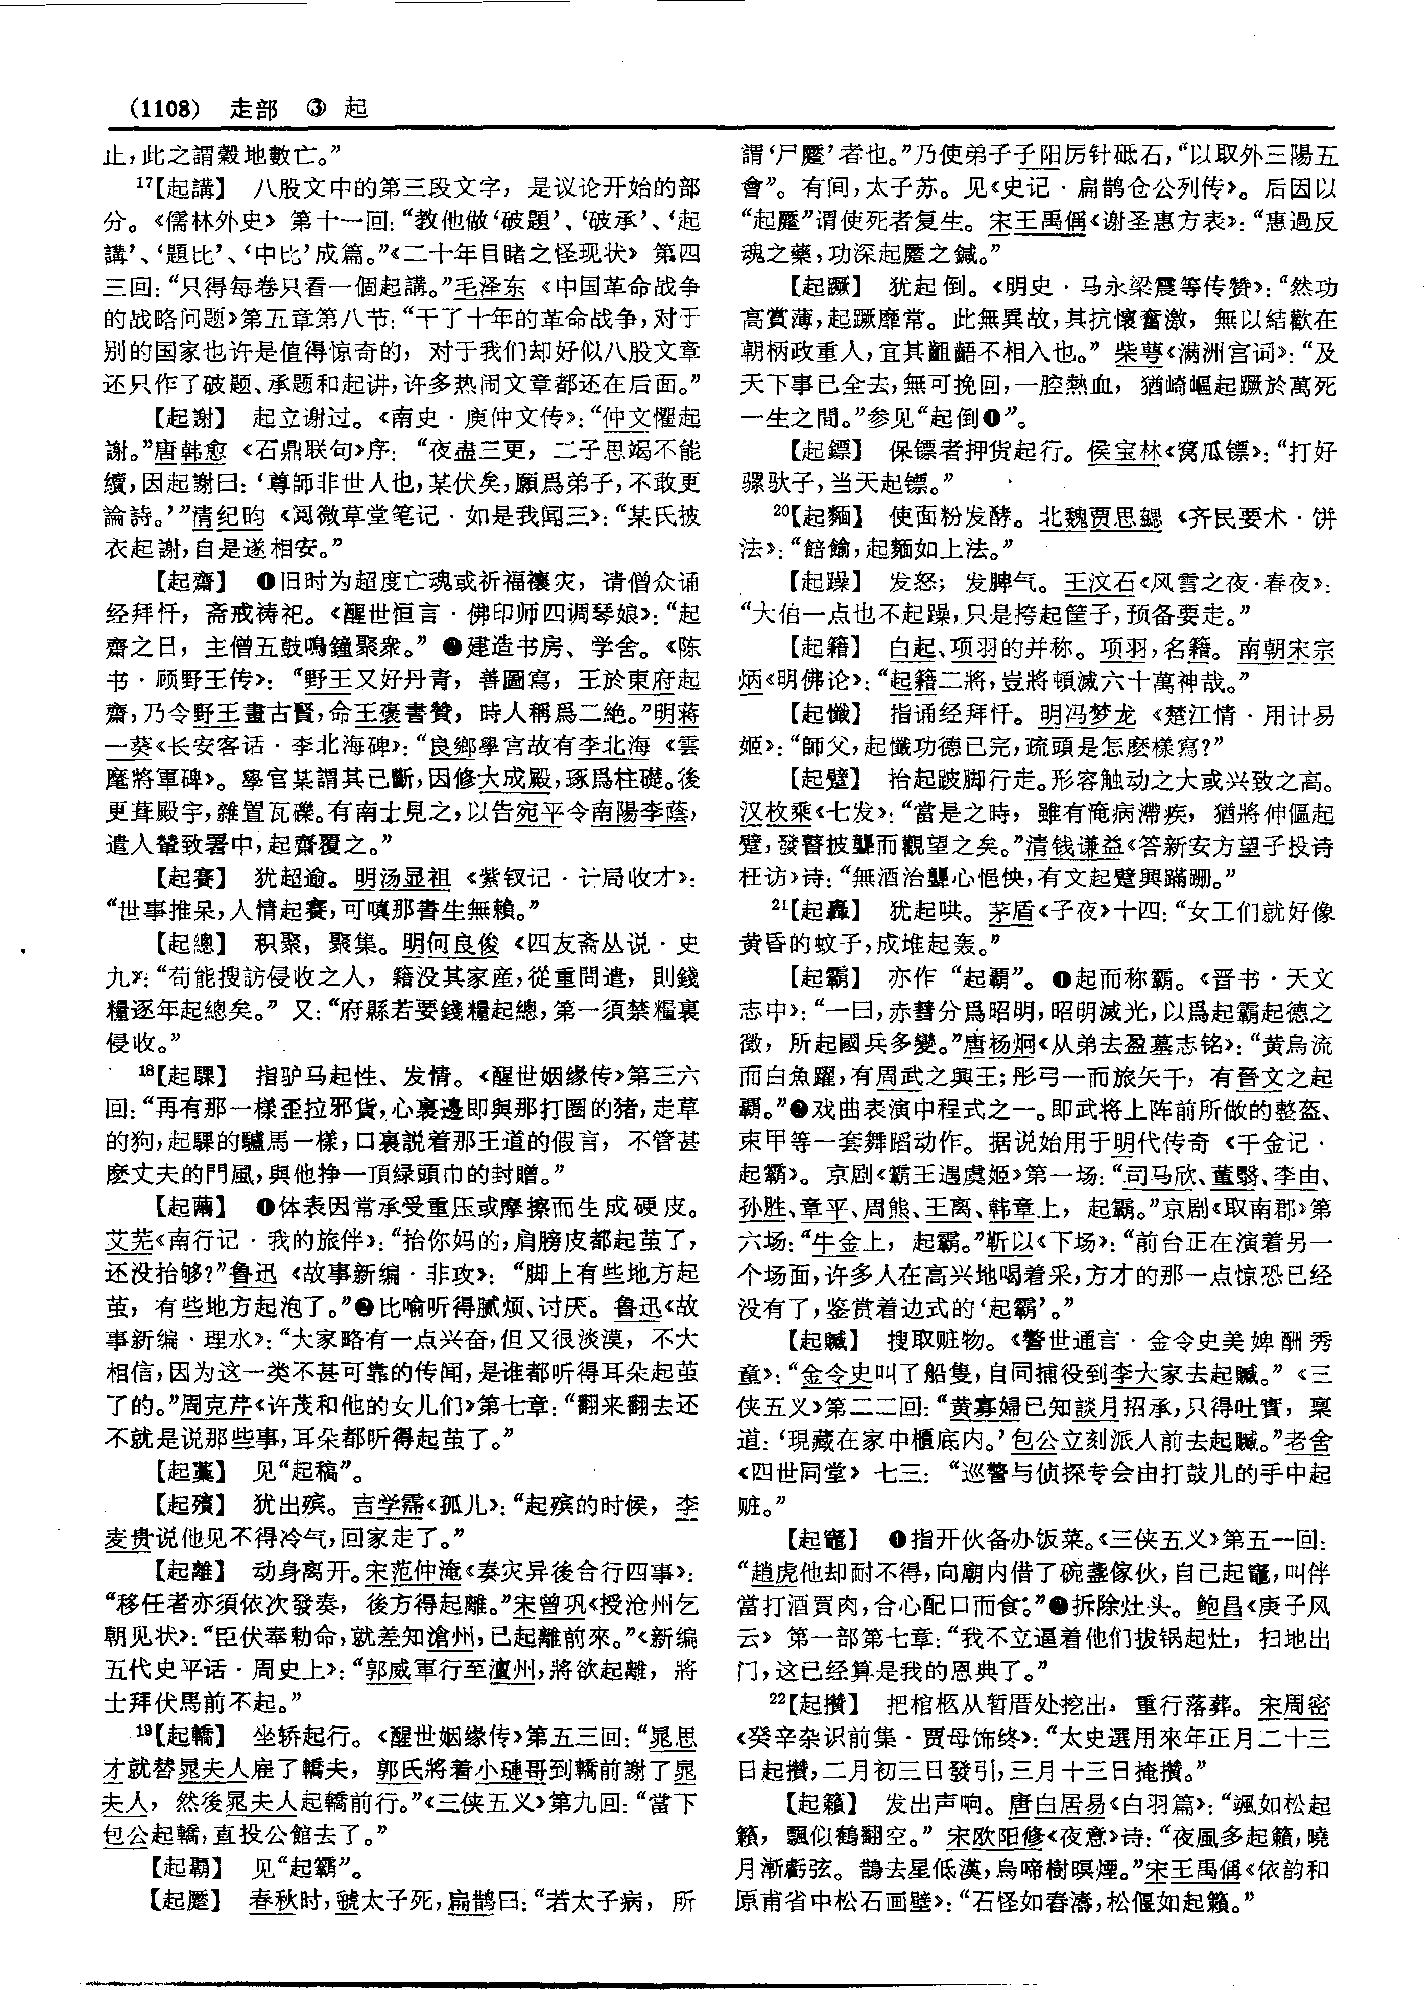 （1108） 走部 ③ 起
止，此之謂穀地數亡。”
17【起講】 八股文中的第三段文字，是议论开始的部
分。《儒林外史》第十一回：“教他做‘破題’、‘破承’、‘起
講’、‘題比’、‘中比’成篇。”《二十年目睹之怪现状》第四
三回：“只得每卷只看一個起講。”毛泽东《中国革命战争
的战略问题》第五章第八节：“干了十年的革命战争，对于
别的国家也许是值得惊奇的，对于我们却好似八股文章
还只作了破题、承题和起讲，许多热闹文章都还在后面。”
【起謝】 起立谢过。《南史·庾仲文传》：“仲文懼起
謝。”唐韩愈《石鼎联句》序：“夜盡三更，二子思竭不能
續，因起謝曰：‘尊師非世人也，某伏矣，願爲弟子，不敢更
論詩。’”清纪昀《阅微草堂笔记·如是我闻三》：“某氏披
衣起謝，自是遂相安。”
【起齋】 ❶旧时为超度亡魂或祈福禳灾，请僧众诵
经拜忏，斋戒祷祀。《醒世恒言·佛印师四调琴娘》：“起
齋之日，主僧五鼓鳴鐘聚衆。”❷建造书房、学舍。《陈
书·顾野王传》：“野王又好丹青，善圖寫，王於東府起
齋，乃令野王畫古賢，命王褒書贊，時人稱爲二絶。”明蒋
一葵《长安客话·李北海碑》：“良鄉學宫故有李北海《雲
麾將軍碑》。學官某謂其已斷，因修大成殿，琢爲柱礎。後
更葺殿宇，雜置瓦礫。有南士見之，以告宛平令南陽李蔭，
遣人輦致署中，起齋覆之。”
【起賽】 犹超逾。明汤显祖《紫钗记·计局收才》：
“世事推呆，人情起賽，可嗔那書生無賴。”
【起總】 积聚，聚集。明何良俊《四友斋丛说·史
九》：“苟能搜訪侵收之人，籍没其家産，從重問遣，則錢
糧逐年起總矣。”又：“府縣若要錢糧起總，第一須禁糧裏
侵收。”
18【起騍】 指驴马起性、发情。《醒世姻缘传》第三六
回：“再有那一樣歪拉邪貨，心裏邊即與那打圈的猪，走草
的狗，起騍的驢馬一樣，口裏説着那王道的假言，不管甚
麽丈夫的門風，與他挣一頂緑頭巾的封贈。”
【起繭】 ❶体表因常承受重压或摩擦而生成硬皮。
艾芜《南行记·我的旅伴》：“抬你妈的，肩膀皮都起茧了，
还没抬够？”鲁迅《故事新编·非攻》：“脚上有些地方起
茧，有些地方起泡了。”❷比喻听得腻烦、讨厌。鲁迅《故
事新编·理水》：“大家略有一点兴奋，但又很淡漠，不大
相信，因为这一类不甚可靠的传闻，是谁都听得耳朵起茧
了的。”周克芹《许茂和他的女儿们》第七章：“翻来翻去还
不就是说那些事，耳朵都听得起茧了。”
【起藁】 见“起稿”。
【起殯】 犹出殡。吉学霈《孤儿》：“起殡的时侯，李
麦贵说他见不得冷气，回家走了。”
【起離】 动身离开。宋范仲淹《奏灾异後合行四事》：
“移任者亦須依次發奏，後方得起離。”宋曾巩《授沧州乞
朝见状》：“臣伏奉勑命，就差知滄州，已起離前來。”《新编
五代史平话·周史上》：“郭威軍行至澶州，將欲起離，將
士拜伏馬前不起。”
19【起轎】 坐轿起行。《醒世姻缘传》第五三回：“晁思
才就替晁夫人雇了轎夫，郭氏將着小璉哥到轎前謝了晁
夫人，然後晁夫人起轎前行。”《三侠五义》第九回：“當下
包公起轎，直投公館去了。”
【起覇】 见“起霸”。
【起蹷】 春秋时，虢太子死，扁鹊曰：“若太子病，所
謂‘尸蹷’者也。”乃使弟子子阳厉针砥石，“以取外三陽五
會”。有间，太子苏。见《史记·扁鹊仓公列传》。后因以
“起蹷”谓使死者复生。宋王禹偁《谢圣惠方表》：“惠過反
魂之藥，功深起蹷之鍼。”
【起蹶】 犹起倒。《明史·马永梁震等传赞》：“然功
高賞薄，起蹶靡常。此無異故，其抗懷奮激，無以結歡在
朝柄政重人，宜其齟齬不相入也。”柴萼《满洲宫词》：“及
天下事已全去，無可挽回，一腔熱血，猶崎嶇起蹶於萬死
一生之間。”参见“起倒❶”。
【起鏢】 保镖者押货起行。侯宝林《窝瓜镖》：“打好
骡驮子，当天起镖。”
20【起麵】 使面粉发酵。北魏贾思勰《齐民要术·饼
法》：“餢䬳，起麵如上法。”
【起躁】 发怒；发脾气。王汶石《风雪之夜·春夜》：
“大伯一点也不起躁，只是挎起筐子，预备要走。”
【起籍】 白起、项羽的并称。项羽，名籍。南朝宋宗
炳《明佛论》：“起籍二將，豈將頓滅六十萬神哉。”
【起懺】 指诵经拜忏。明冯梦龙《楚江情·用计易
姬》：“師父，起懺功德已完，疏頭是怎麽樣寫？”
【起躄】 抬起跛脚行走。形容触动之大或兴致之高。
汉枚乘《七发》：“當是之時，雖有淹病滯疾，猶將伸傴起
躄，發瞽披聾而觀望之矣。”清钱谦益《答新安方望子投诗
枉访》诗：“無酒治聾心悒怏，有文起躄興蹣跚。”
21【起轟】 犹起哄。茅盾《子夜》十四：“女工们就好像
黄昏的蚊子，成堆起轰。”
【起霸】 亦作“起覇”。❶起而称霸。《晋书·天文
志中》：“一曰，赤彗分爲昭明，昭明滅光，以爲起霸起德之
徵，所起國兵多變。”唐杨炯《从弟去盈墓志铭》：“黄烏流
而白魚躍，有周武之興王；彤弓一而旅矢千，有晉文之起
覇。”❷戏曲表演中程式之一。即武将上阵前所做的整盔、
束甲等一套舞蹈动作。据说始用于明代传奇《千金记·
起霸》。京剧《霸王遇虞姬》第一场：“司马欣、董翳、李由、
孙胜、章平、周熊、王离、韩章上，起霸。”京剧《取南郡》第
六场：“牛金上，起霸。”靳以《下场》：“前台正在演着另一
个场面，许多人在高兴地喝着采，方才的那一点惊恐已经
没有了，鉴赏着边式的‘起霸’。”
【起贓】 搜取赃物。《警世通言·金令史美婢酬秀
童》：“金令史叫了船隻，自同捕役到李大家去起贓。”《三
侠五义》第二二回：“黄寡婦已知談月招承，只得吐實，稟
道：‘現藏在家中櫃底内。’包公立刻派人前去起贓。”老舍
《四世同堂》七三：“巡警与侦探专会由打鼓儿的手中起
赃。”
【起竈】 ❶指开伙备办饭菜。《三侠五义》第五一回：
“趙虎他却耐不得，向廟内借了碗盞傢伙，自己起竈，叫伴
當打酒買肉，合心配口而食。”❷拆除灶头。鲍昌《庚子风
云》第一部第七章：“我不立逼着他们拔锅起灶，扫地出
门，这已经算是我的恩典了。”
22【起攢】 把棺柩从暂厝处挖出，重行落葬。宋周密
《癸辛杂识前集·贾母饰终》：“太史選用來年正月二十三
日起攢，二月初三日發引，三月十三日掩攢。”
【起籟】 发出声响。唐白居易《白羽篇》：“颯如松起
籟，飄似鶴翻空。”宋欧阳修《夜意》诗：“夜風多起籟，曉
月漸虧弦。鵲去星低漢，烏啼樹暝煙。”宋王禹偁《依韵和
原甫省中松石画壁》：“石怪如舂濤，松偃如起籟。”